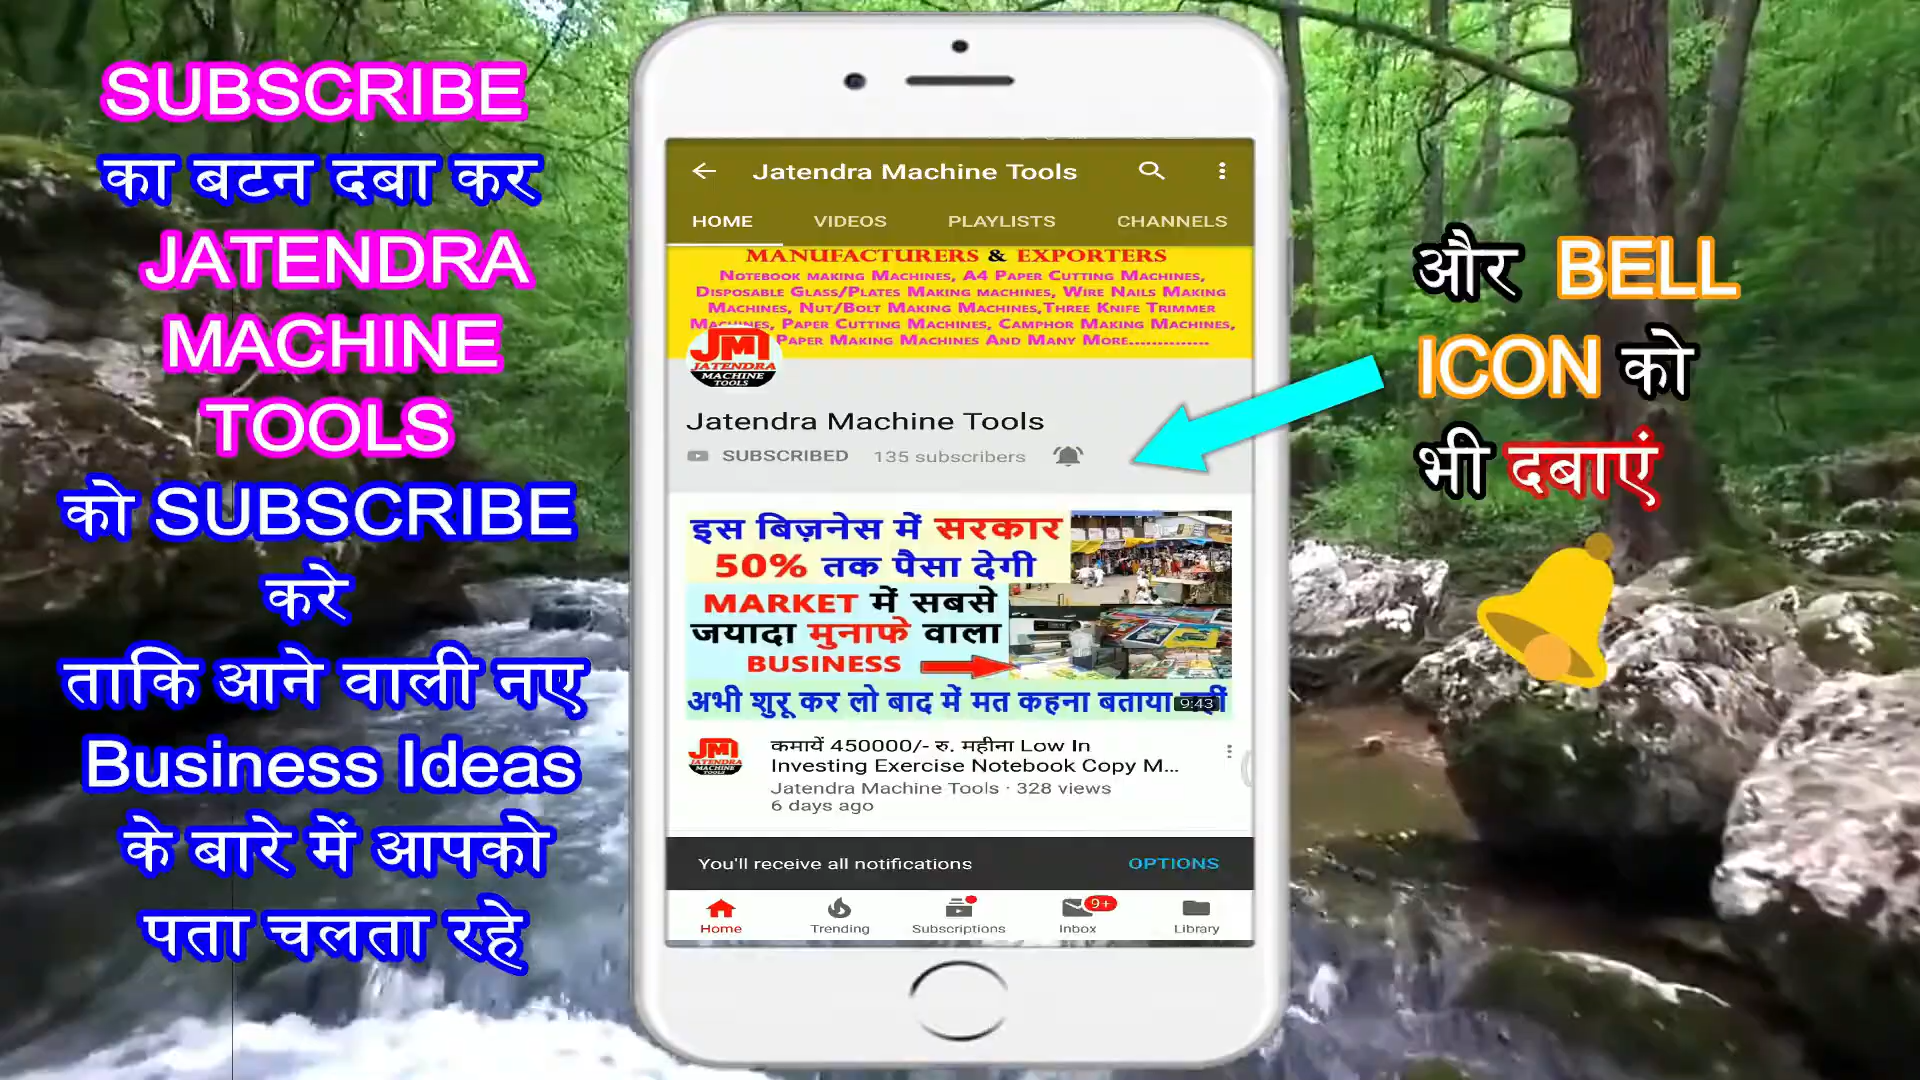 SUBSCRIBE
का बटन दबा कर
JATENDRA
MACHINE
TOOLS
को SUBSCRIBE
करे
ताकि आने वाली नए
Business Ideas
के बारे में आपको
पता चलता रहे
Jatendra Machine Tools
HOME VIDEOS PLAYLISTS CHANNELS
MANUFACTURERS & EXPORTERS
NOTEBOOK MAKING MACHINES, A4 PAPER CUTTING MACHINES,
DISPOSABLE GLASS/PLATES MAKING MACHINES, WIRE NAILS MAKING
MACHINES, NUT/BOLT MAKING MACHINES,THREE KNIFE TRIMMER
MACHINES, PAPER CUTTING MACHINES, CAMPHOR MAKING MACHINES,
PAPER MAKING MACHINES AND MANY MORE..............
JMT
JATENDRA
MACHINE
TOOLS
Jatendra Machine Tools
SUBSCRIBED 135 subscribers
इस बिज़नेस में सरकार
50% तक पैसा देगी
MARKET में सबसे
जयादा मुनाफे वाला
BUSINESS
अभी शुरू कर लो बाद में मत कहना बताया नहीं
9:43
JMT
JATENDRA
MACHINE
TOOLS
कमायें 450000/- रु. महीना Low In
Investing Exercise Notebook Copy M...
Jatendra Machine Tools · 328 views
6 days ago
You'll receive all notifications OPTIONS
9+
Home Trending Subscriptions Inbox Library
और BELL
ICON को
भी दबाएं